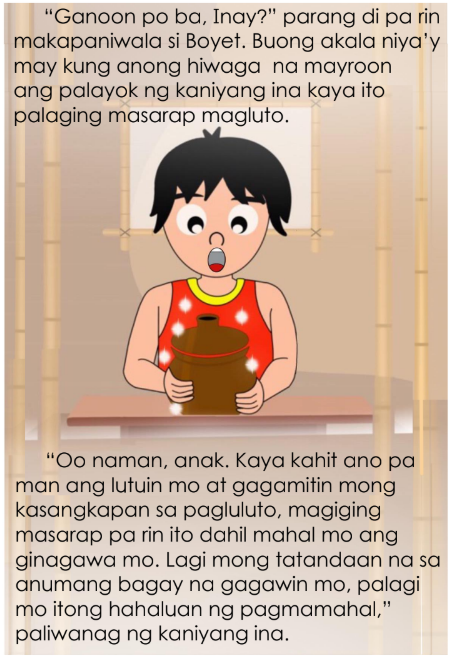 “Ganoon po ba, Inay?” parang di pa rin
makapaniwala si Boyet. Buong akala niya’y
may kung anong hiwaga  na mayroon
ang palayok ng kaniyang ina kaya ito
palaging masarap magluto.
“Oo naman, anak. Kaya kahit ano pa
man ang lutuin mo at gagamitin mong
kasangkapan sa pagluluto, magiging
masarap pa rin ito dahil mahal mo ang
ginagawa mo. Lagi mong tatandaan na sa
anumang bagay na gagawin mo, palagi
mo itong hahaluan ng pagmamahal,”
paliwanag ng kaniyang ina.